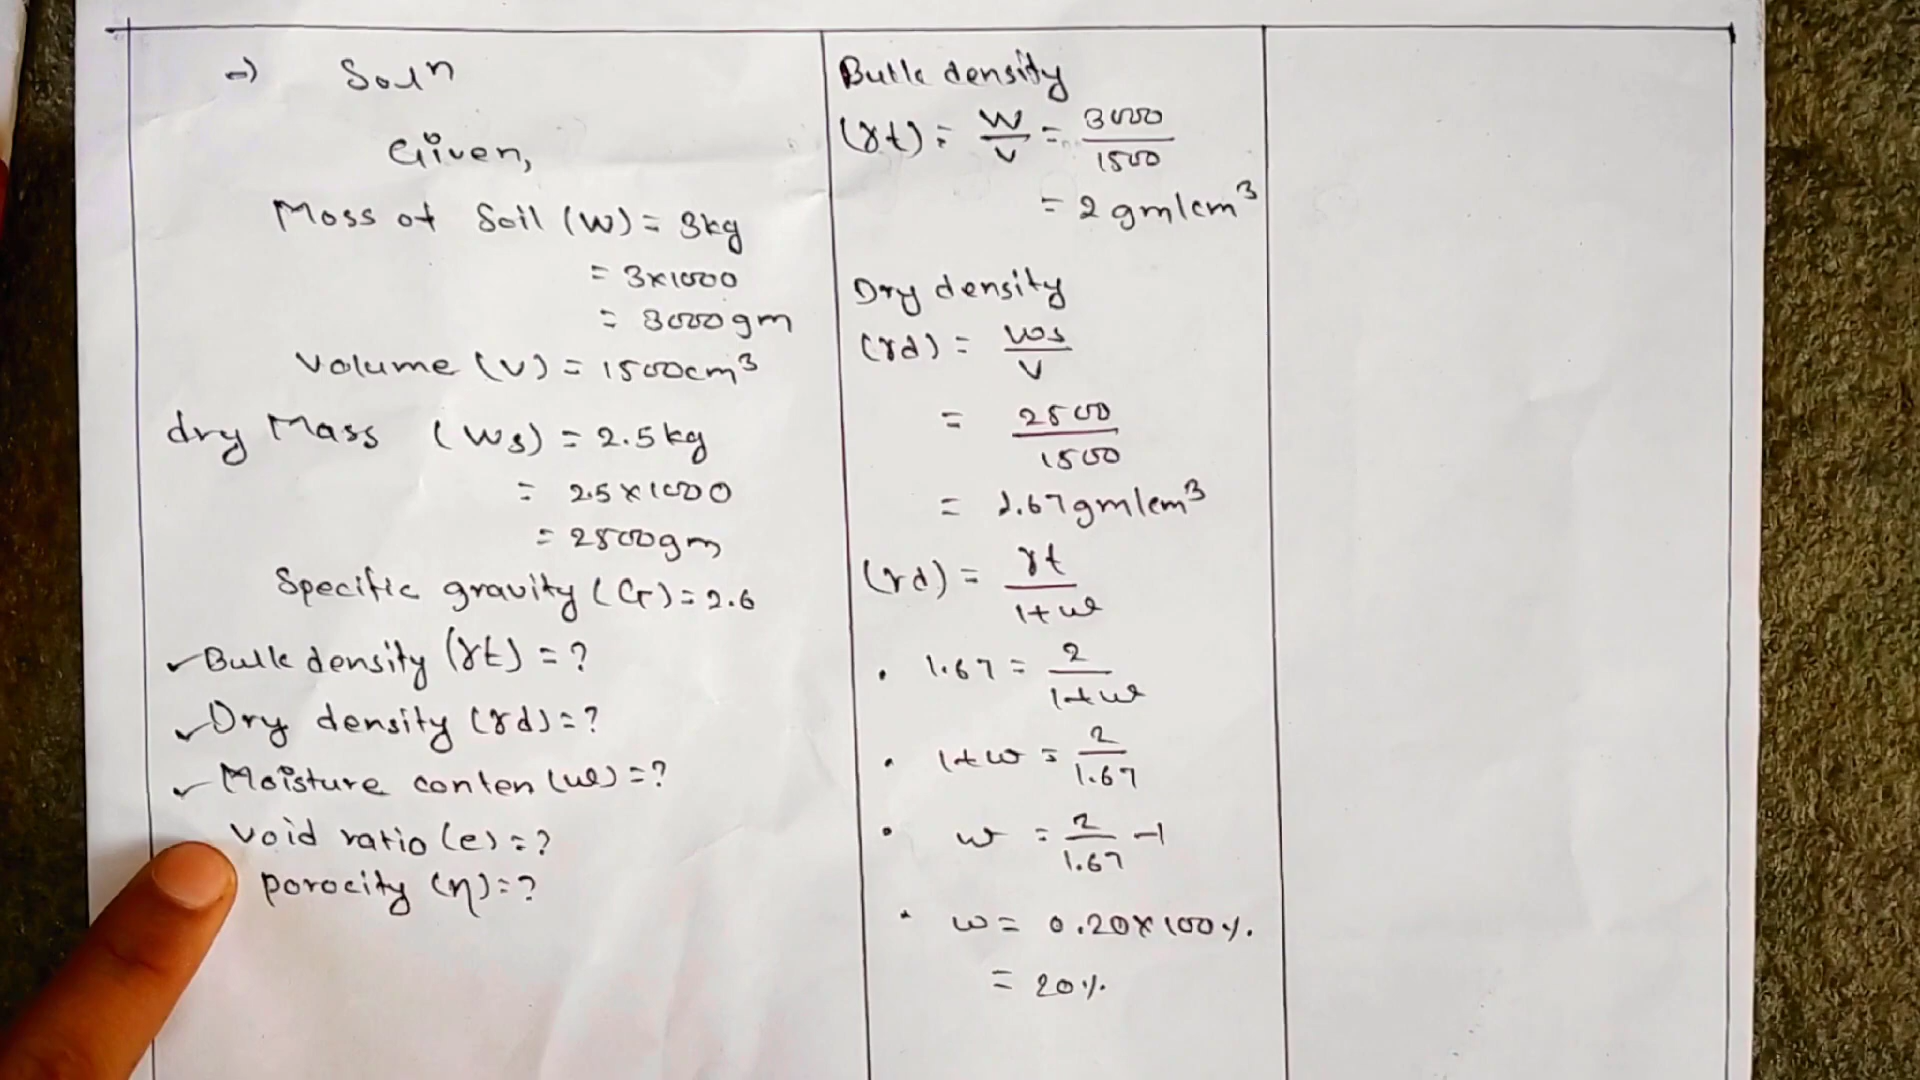 ⇒ Solⁿ
Given,
Moss of Soil (W) = 3kg
= 3×1000
= 3000gm
Volume (V) = 1500cm³
dry Mass (Ws) = 2.5kg
= 2.5×1000
= 2500gm
Specific gravity (G) = 2.6
✓ Bulk density (γt) = ?
✓ Dry density (γd) = ?
✓ Moisture conten (w) = ?
Void ratio (e) = ?
porocity (η) = ?
Bulk density
(γt) = W/V = 3000/1500
= 2 gm/cm³
Dry density
(γd) = Ws/V
= 2500/1500
= 1.67gm/cm³
(γd) = γt/1+w
. 1.67 = 2/1+w
. 1+w = 2/1.67
. w = 2/1.67 -1
. w = 0.20×100%.
= 20%.